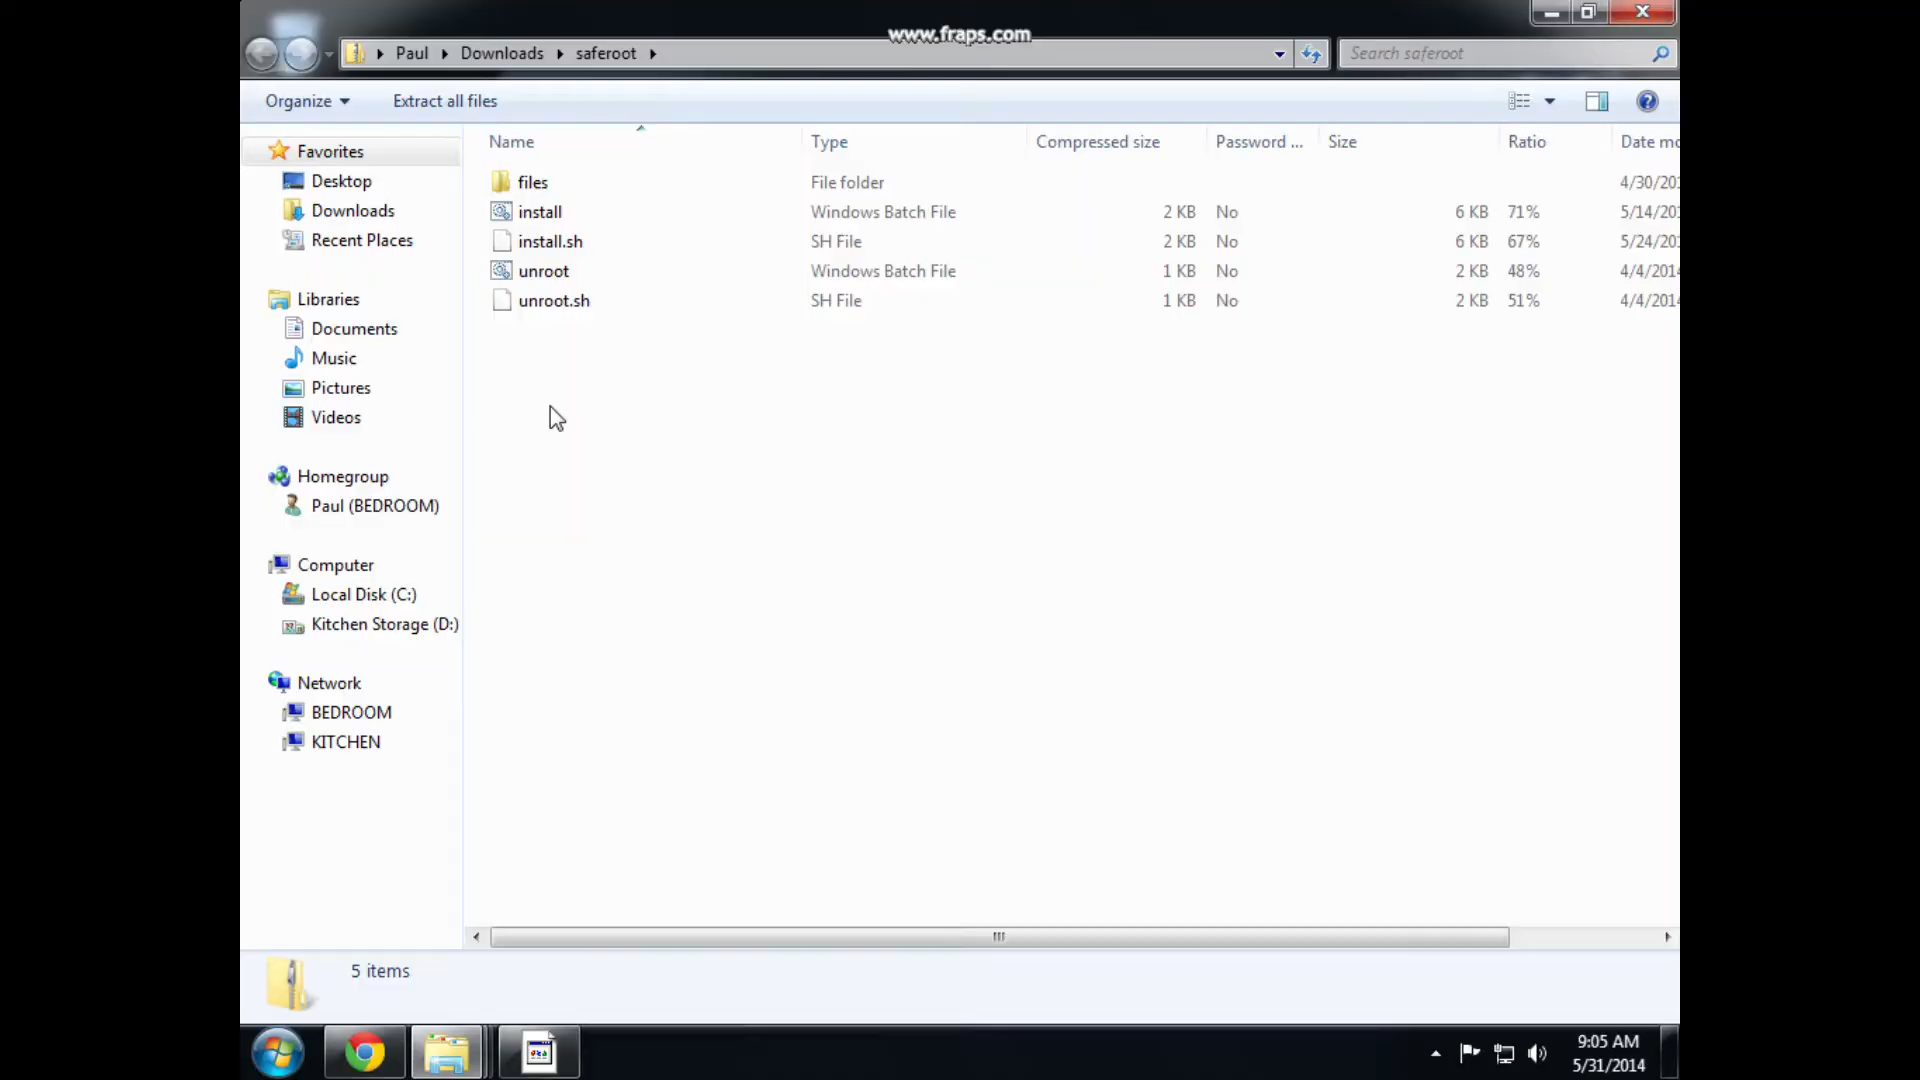 www.fraps.com
Paul Downloads saferoot
Search saferoot
Organize Extract all files
Name Type Compressed size Password ... Size Ratio Date mo
files File folder 4/30/201
install Windows Batch File 2 KB No 6 KB 71% 5/14/201
install.sh SH File 2 KB No 6 KB 67% 5/24/201
unroot Windows Batch File 1 KB No 2 KB 48% 4/4/2014
unroot.sh SH File 1 KB No 2 KB 51% 4/4/2014
Favorites
Desktop
Downloads
Recent Places
Libraries
Documents
Music
Pictures
Videos
Homegroup
Paul (BEDROOM)
Computer
Local Disk (C:)
Kitchen Storage (D:)
Network
BEDROOM
KITCHEN
5 items
9:05 AM
5/31/2014